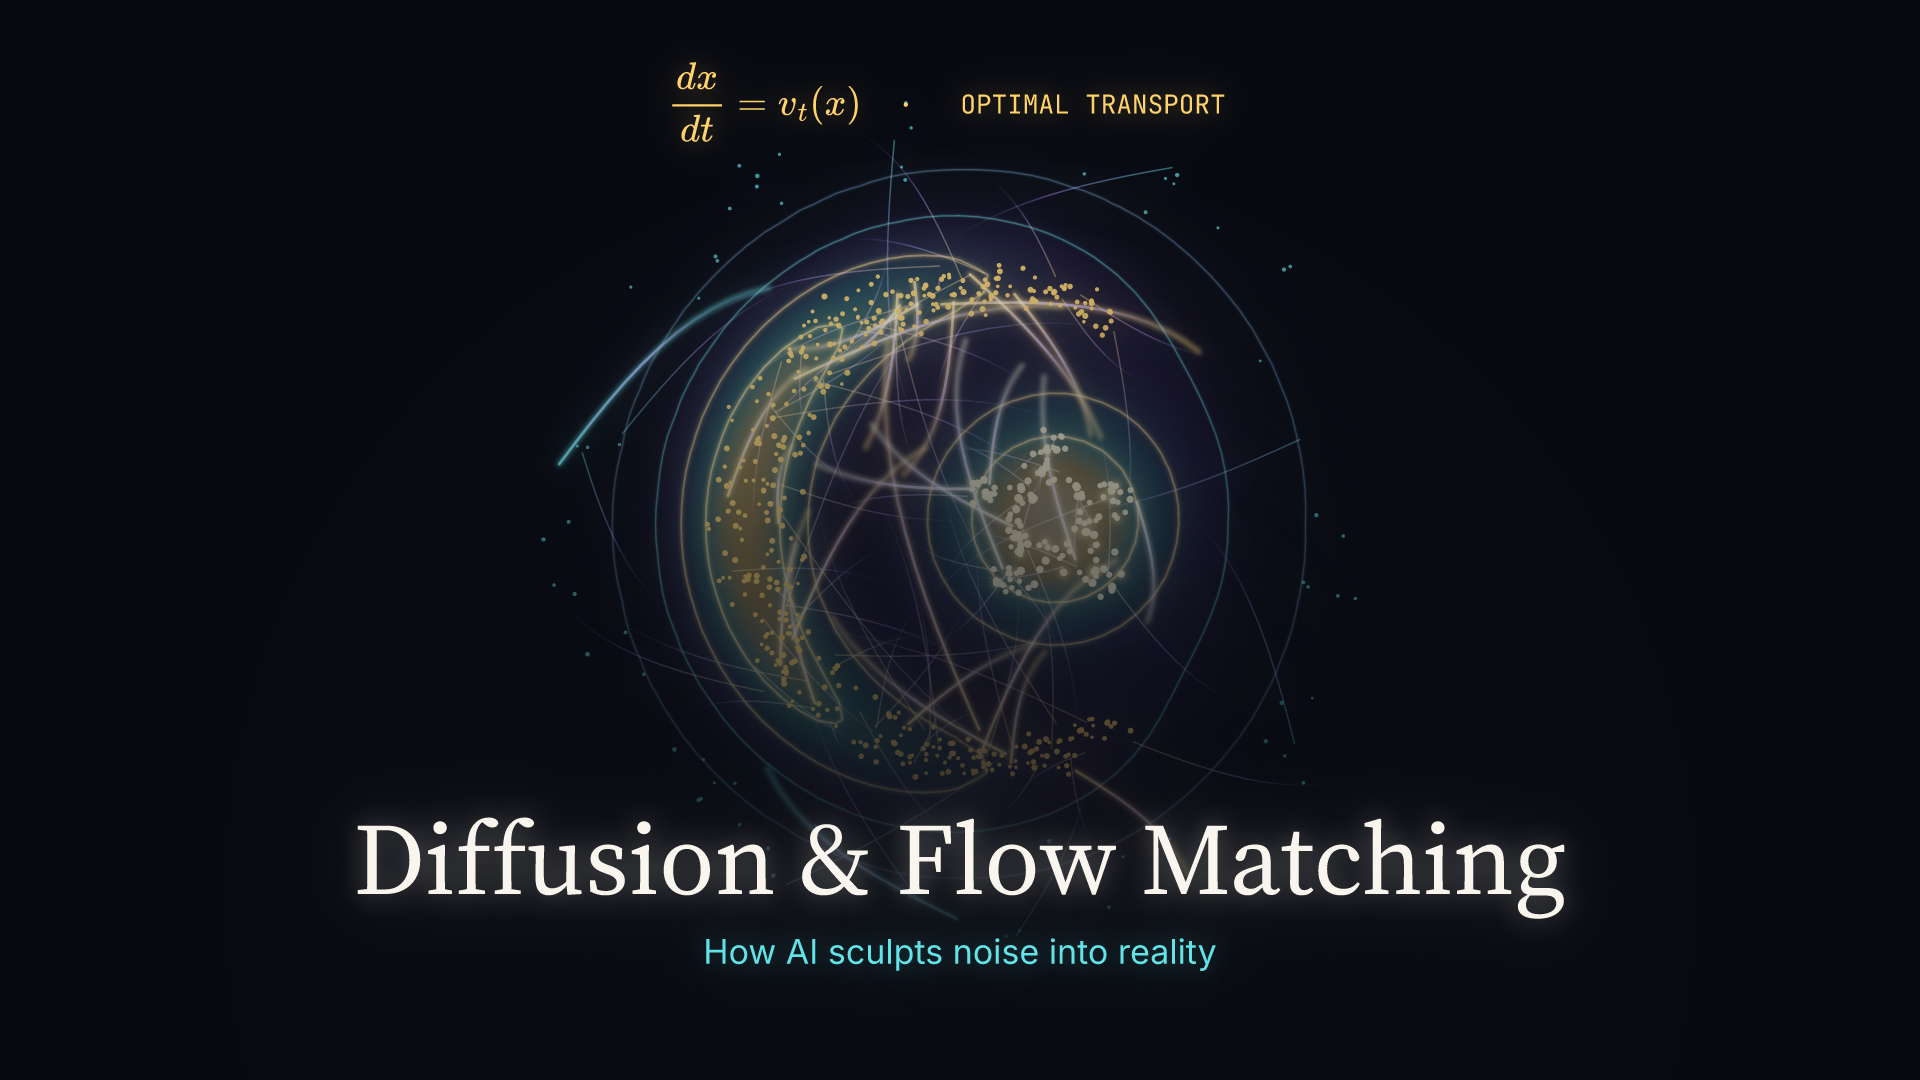 dx/dt = v_t(x) · OPTIMAL TRANSPORT
Diffusion & Flow Matching
How AI sculpts noise into reality